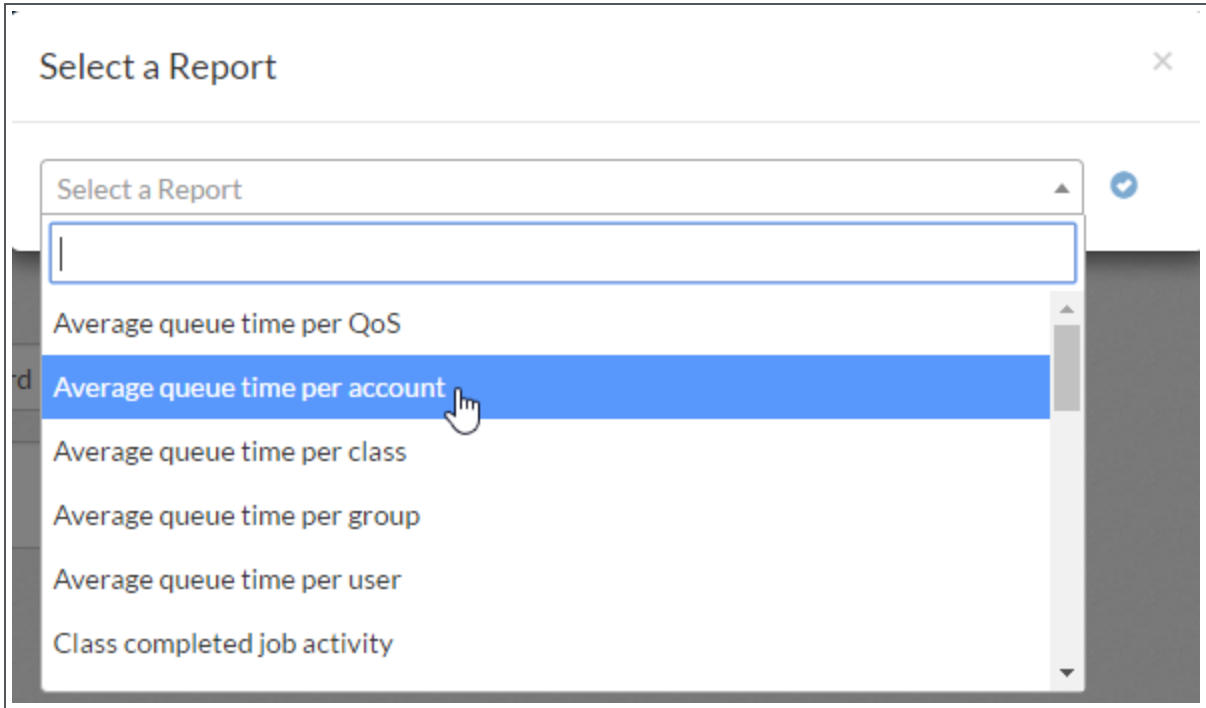 Select a Report
Select a Report
Average queue time per QoS
rd
Average queue time per account
Average queue time per class
Average queue time per group
Average queue time per user
Class completed job activity